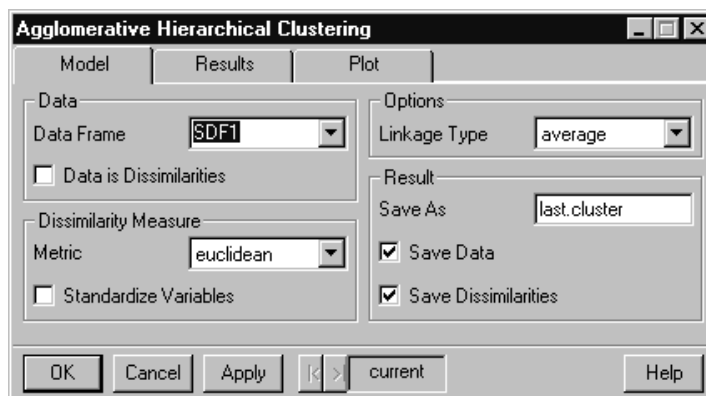 Agglomerative Hierarchical Clustering
Model Results Plot
Data
Data Frame SDF1
Data is Dissimilarities
Dissimilarity Measure
Metric euclidean
Standardize Variables
Options
Linkage Type average
Result
Save As last.cluster
Save Data
Save Dissimilarities
OK Cancel Apply current Help